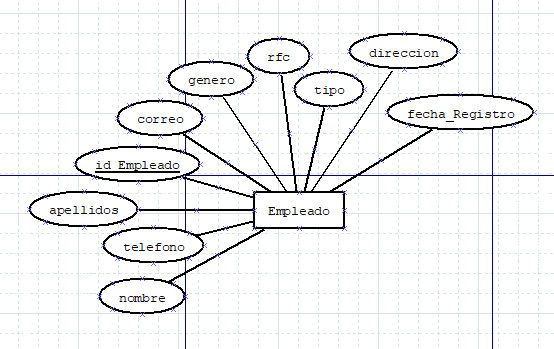 direccion
rfc
genero
tipo
fecha_Registro
correo
id_Empleado
apellidos
Empleado
telefono
nombre